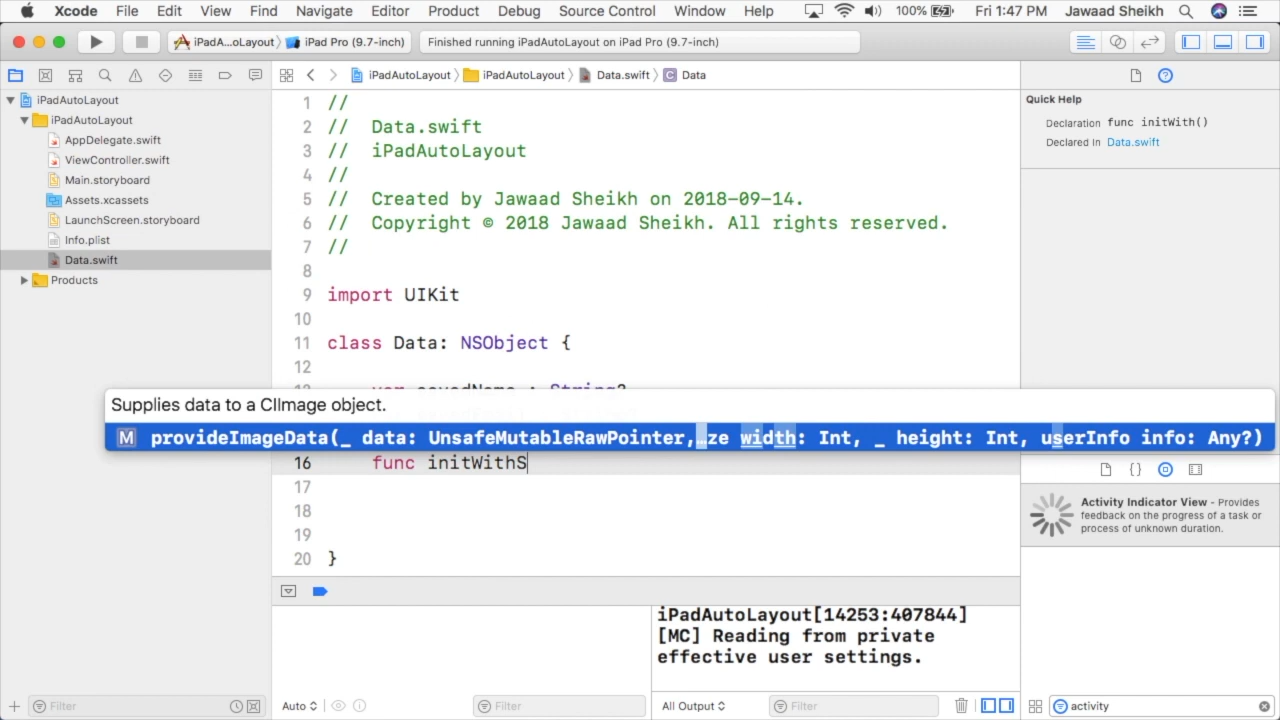 Xcode File Edit View Find Navigate Editor Product Debug Source Control Window Help 100% Fri 1:47 PM Jawaad Sheikh
iPadA...oLayout iPad Pro (9.7-inch) Finished running iPadAutoLayout on iPad Pro (9.7-inch)
iPadAutoLayout iPadAutoLayout Data.swift C Data
iPadAutoLayout
iPadAutoLayout
AppDelegate.swift
ViewController.swift
Main.storyboard
Assets.xcassets
LaunchScreen.storyboard
Info.plist
Data.swift
Products
1 //
2 // Data.swift
3 // iPadAutoLayout
4 //
5 // Created by Jawaad Sheikh on 2018-09-14.
6 // Copyright © 2018 Jawaad Sheikh. All rights reserved.
7 //
8
9 import UIKit
10
11 class Data: NSObject {
12
13 var savedName : String?
Supplies data to a CIImage object.
M provideImageData(_ data: UnsafeMutableRawPointer,…ze width: Int, _ height: Int, userInfo info: Any?)
16 func initWithS
17
18
19
20 }
Quick Help
Declaration func initWith()
Declared In Data.swift
{}
Activity Indicator View - Provides
feedback on the progress of a task or
process of unknown duration.
iPadAutoLayout[14253:407844]
[MC] Reading from private
effective user settings.
Filter Auto Filter All Output Filter activity